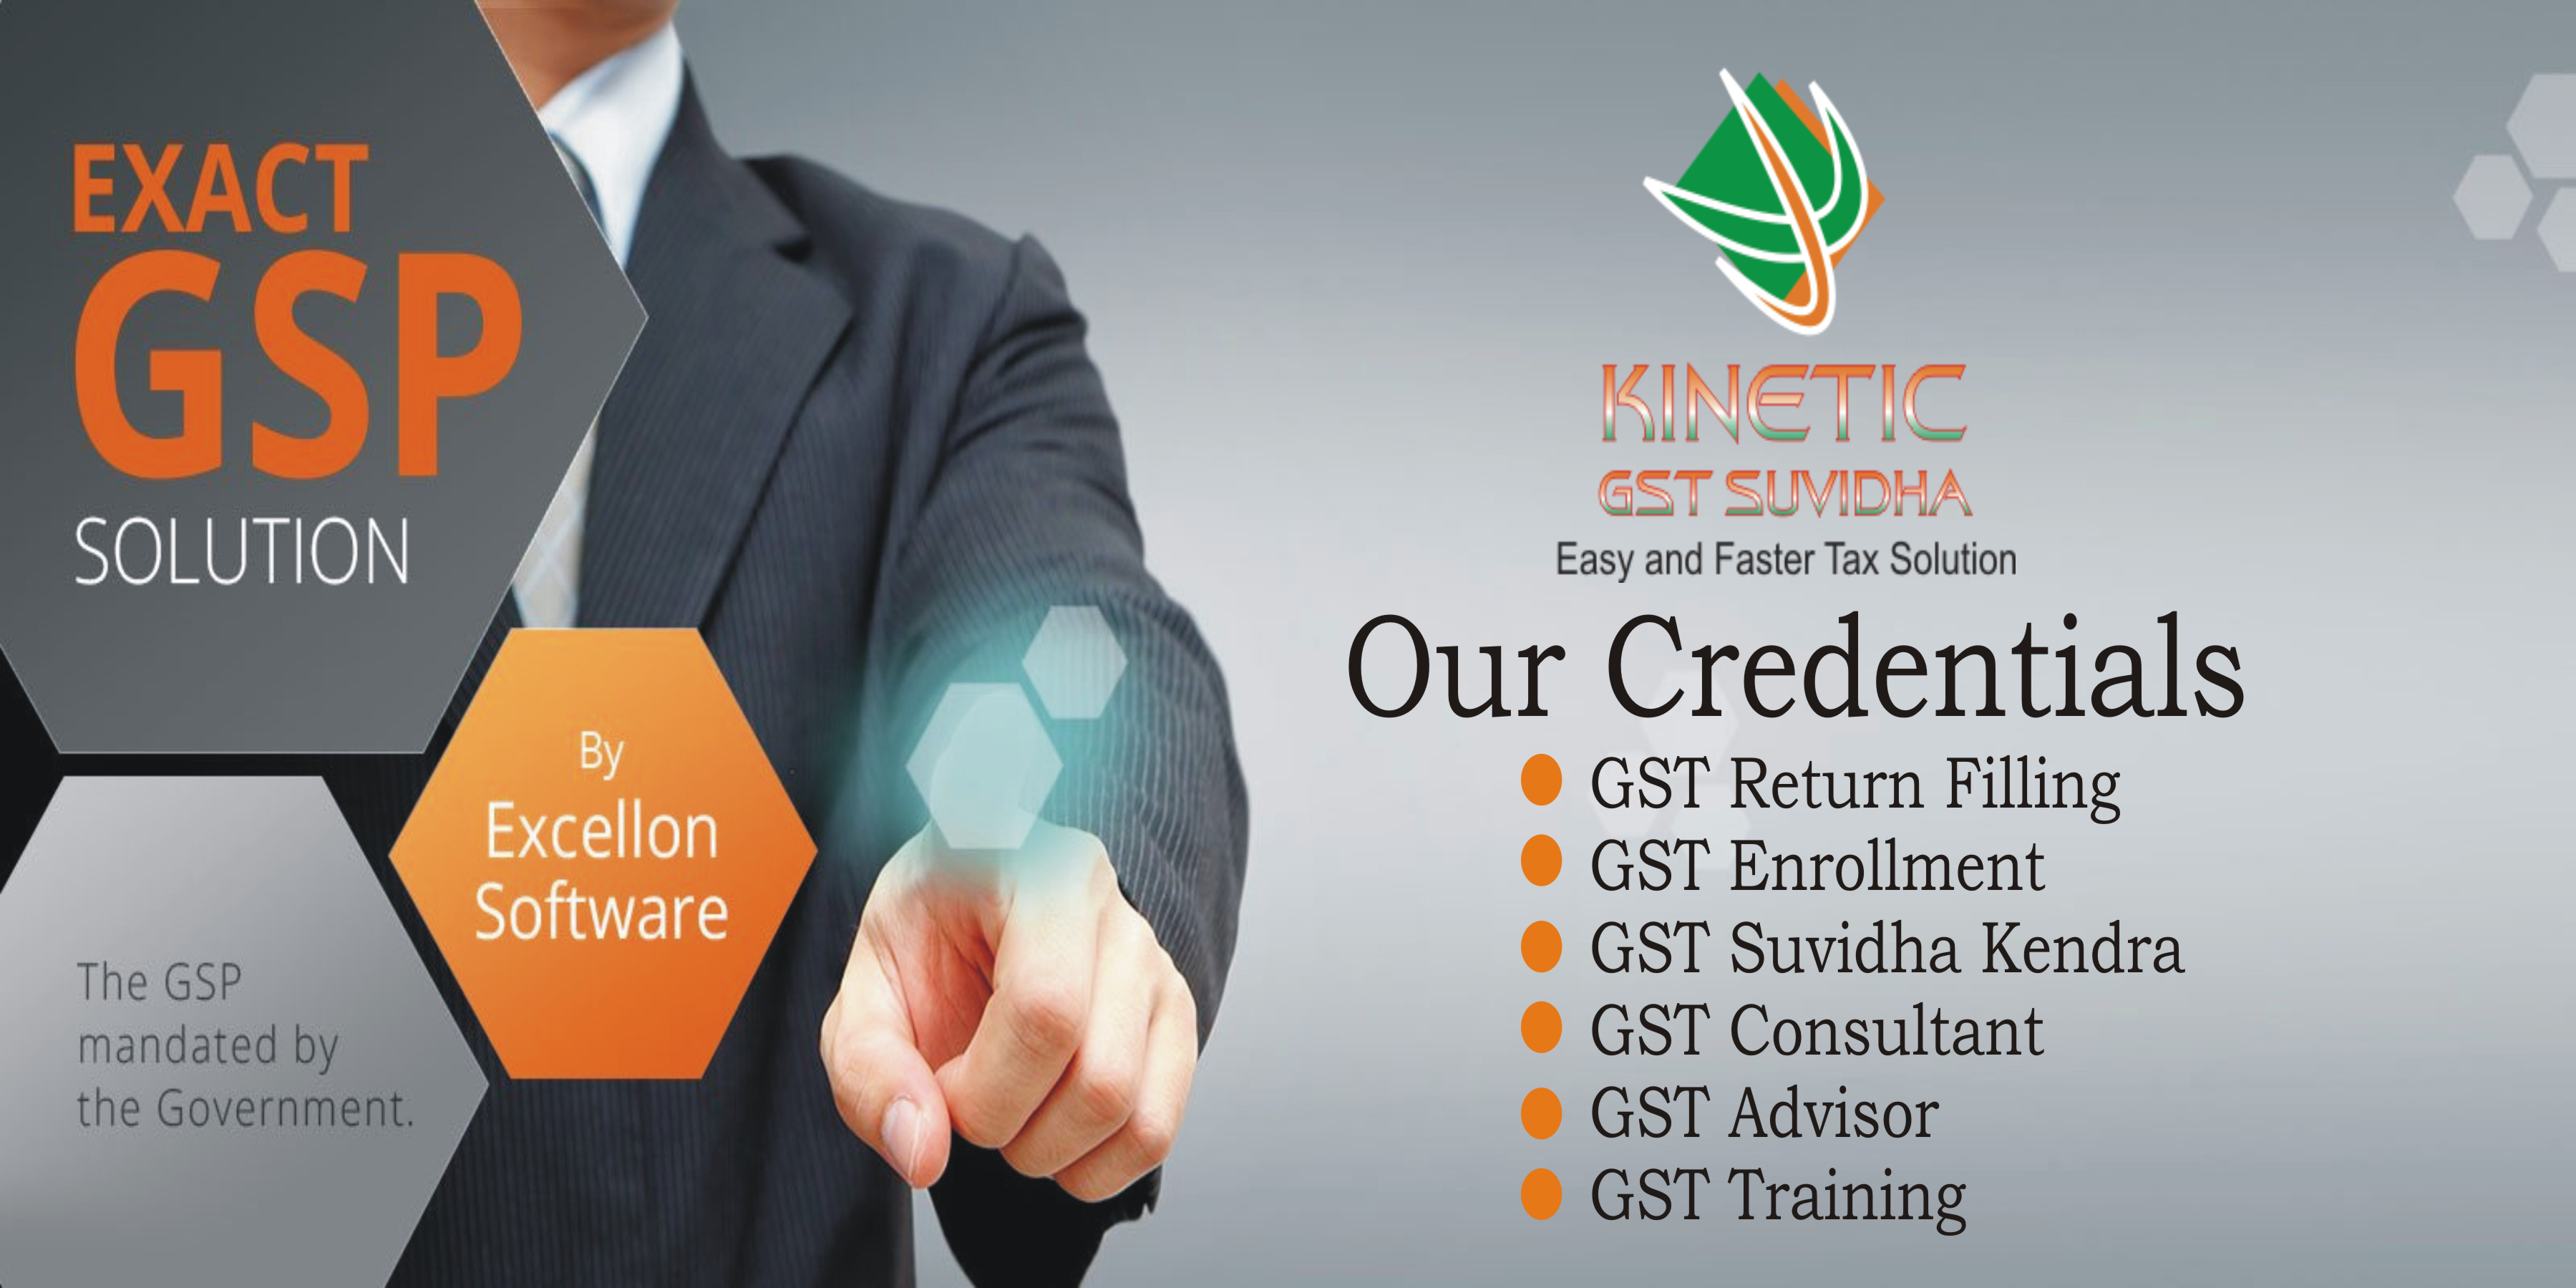 EXACT
GSP
SOLUTION
By
Excellon
Software
The GSP
mandated by
the Government.
KINETIC
GST SUVIDHA
Easy and Faster Tax Solution
Our Credentials
GST Return Filling
GST Enrollment
GST Suvidha Kendra
GST Consultant
GST Advisor
GST Training